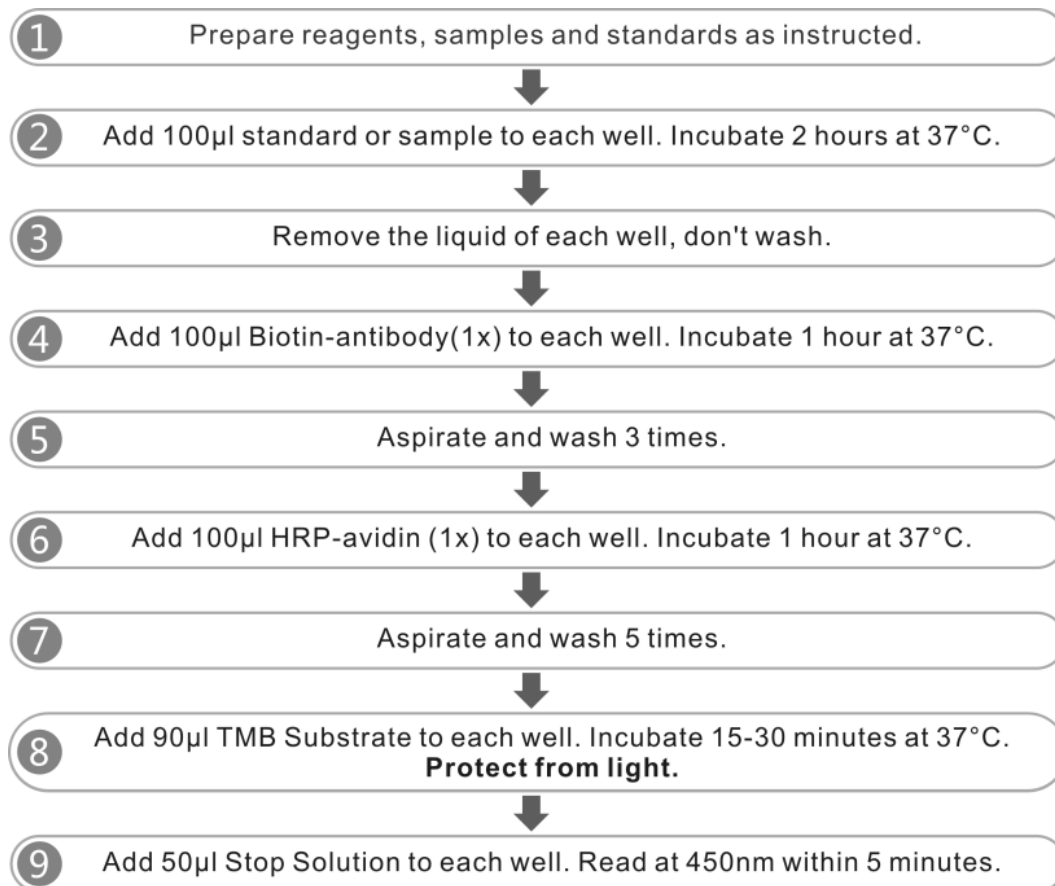 1 Prepare reagents, samples and standards as instructed.
2 Add 100µl standard or sample to each well. Incubate 2 hours at 37°C.
3 Remove the liquid of each well, don't wash.
4 Add 100µl Biotin-antibody(1x) to each well. Incubate 1 hour at 37°C.
5 Aspirate and wash 3 times.
6 Add 100µl HRP-avidin (1x) to each well. Incubate 1 hour at 37°C.
7 Aspirate and wash 5 times.
8 Add 90µl TMB Substrate to each well. Incubate 15-30 minutes at 37°C.
Protect from light.
9 Add 50µl Stop Solution to each well. Read at 450nm within 5 minutes.